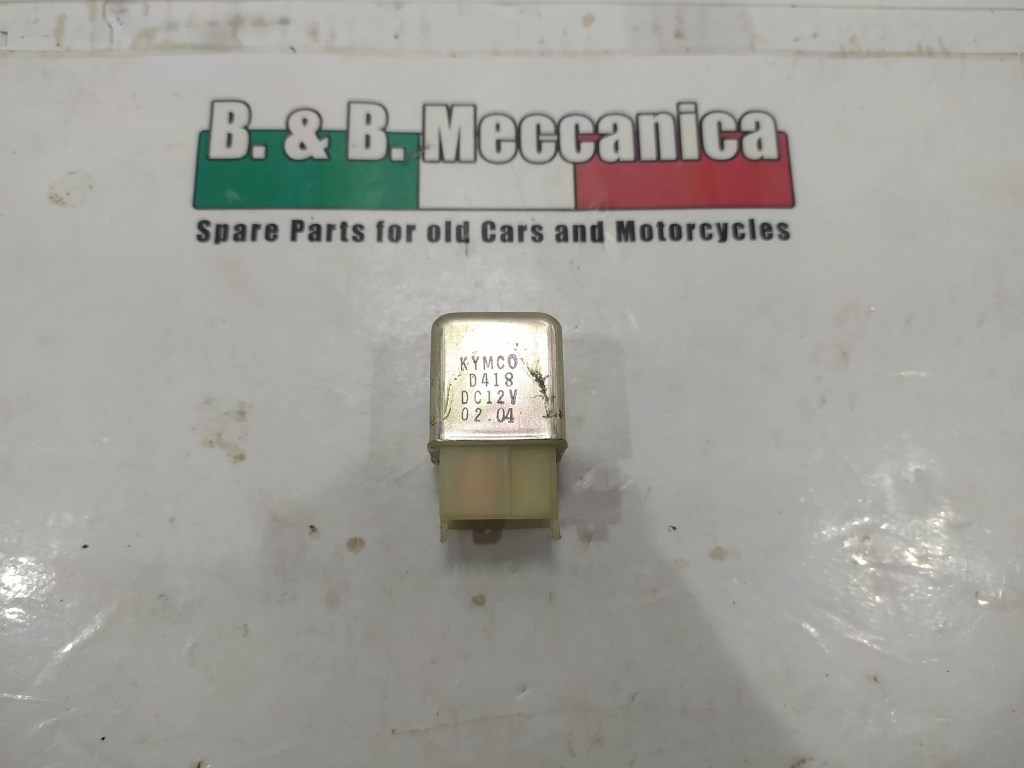 B. & B. Meccanica
Spare Parts for old Cars and Motorcycles
KYMCO
D418
DC12V
02.04